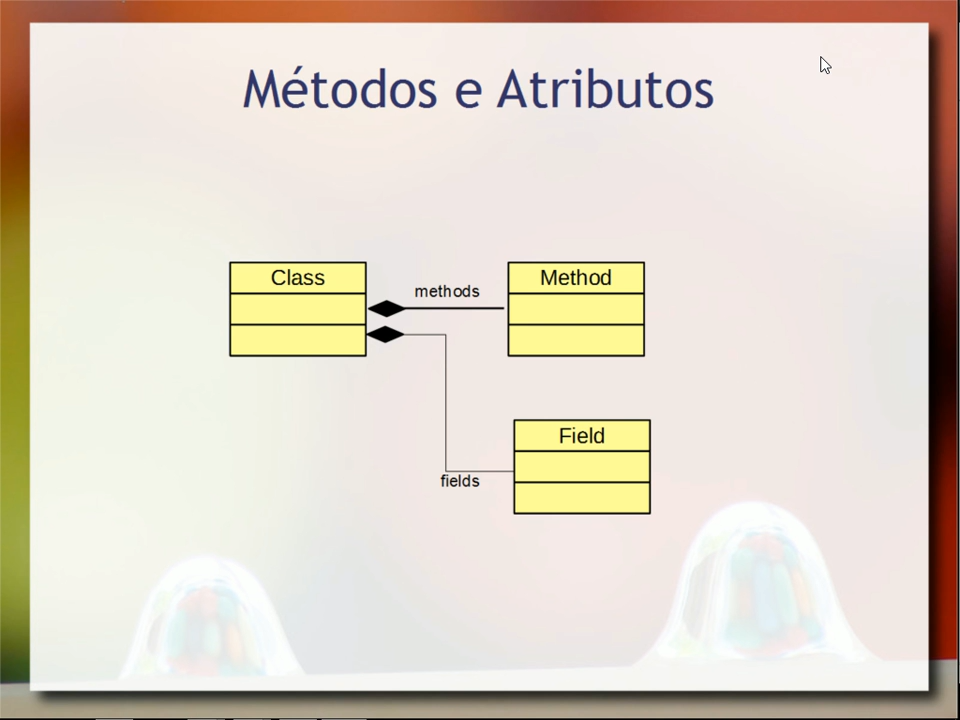 Métodos e Atributos
Class
methods
Method
Field
fields